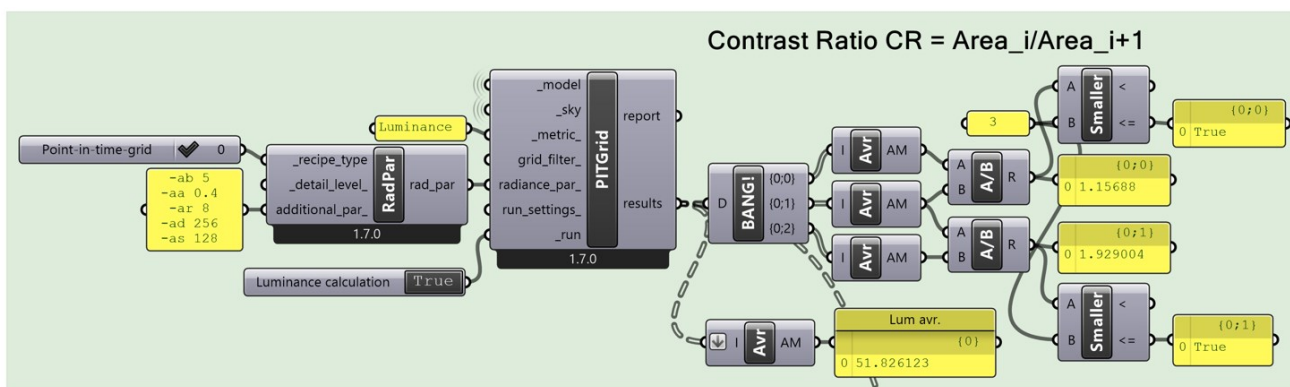 Contrast Ratio CR = Area_i/Area_i+1
Point-in-time-grid 0
-ab 5
-aa 0.4
-ar 8
-ad 256
-as 128
_recipe_type
_detail_level_
additional_par_
RadPar
rad_par
1.7.0
Luminance
Luminance calculation True
_model
_sky
_metric_
grid_filter_
radiance_par_
run_settings_
_run
PITGrid
report
results
1.7.0
D
BANG!
{0;0}
{0;1}
{0;2}
I Avr AM
I Avr AM
I Avr AM
I Avr AM
Lum avr.
{0}
0 51.826123
A
B
A/B
R
A
B
A/B
R
3
A
B
Smaller
<
<=
{0;0}
0 True
{0;0}
0 1.15688
{0;1}
0 1.929004
A
B
Smaller
<
<=
{0;1}
0 True